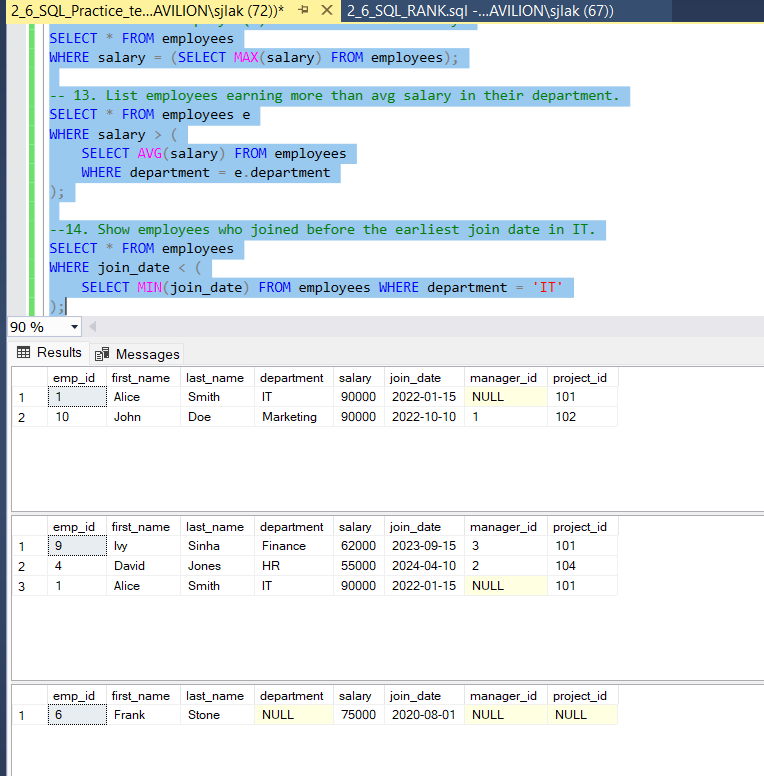 2_6_SQL_Practice_te...AVILION\sjlak (72))*
2_6_SQL_RANK.sql -...AVILION\sjlak (67))
SELECT * FROM employees
WHERE salary = (SELECT MAX(salary) FROM employees);
-- 13. List employees earning more than avg salary in their department.
SELECT * FROM employees e
WHERE salary > (
SELECT AVG(salary) FROM employees
WHERE department = e.department
);
--14. Show employees who joined before the earliest join date in IT.
SELECT * FROM employees
WHERE join_date < (
SELECT MIN(join_date) FROM employees WHERE department = 'IT'
);
90 %
Results Messages
emp_id first_name last_name department salary join_date manager_id project_id
1 1 Alice Smith IT 90000 2022-01-15 NULL 101
2 10 John Doe Marketing 90000 2022-10-10 1 102
emp_id first_name last_name department salary join_date manager_id project_id
1 9 Ivy Sinha Finance 62000 2023-09-15 3 101
2 4 David Jones HR 55000 2024-04-10 2 104
3 1 Alice Smith IT 90000 2022-01-15 NULL 101
emp_id first_name last_name department salary join_date manager_id project_id
1 6 Frank Stone NULL 75000 2020-08-01 NULL NULL